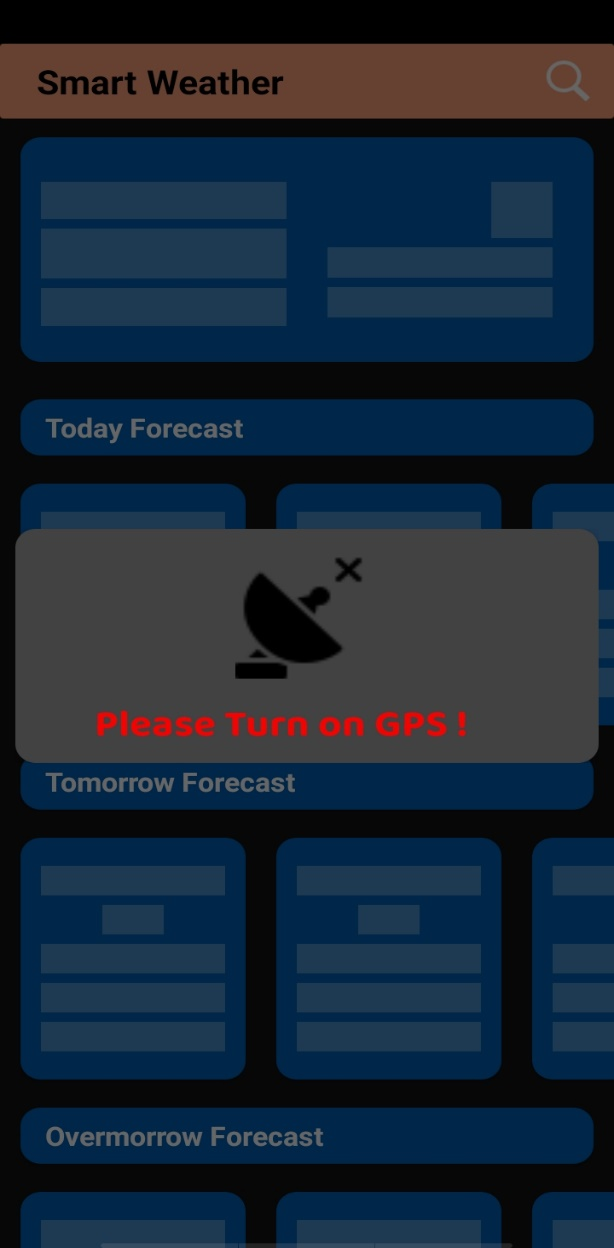 Smart Weather
Today Forecast
Please Turn on GPS !
Tomorrow Forecast
Overmorrow Forecast